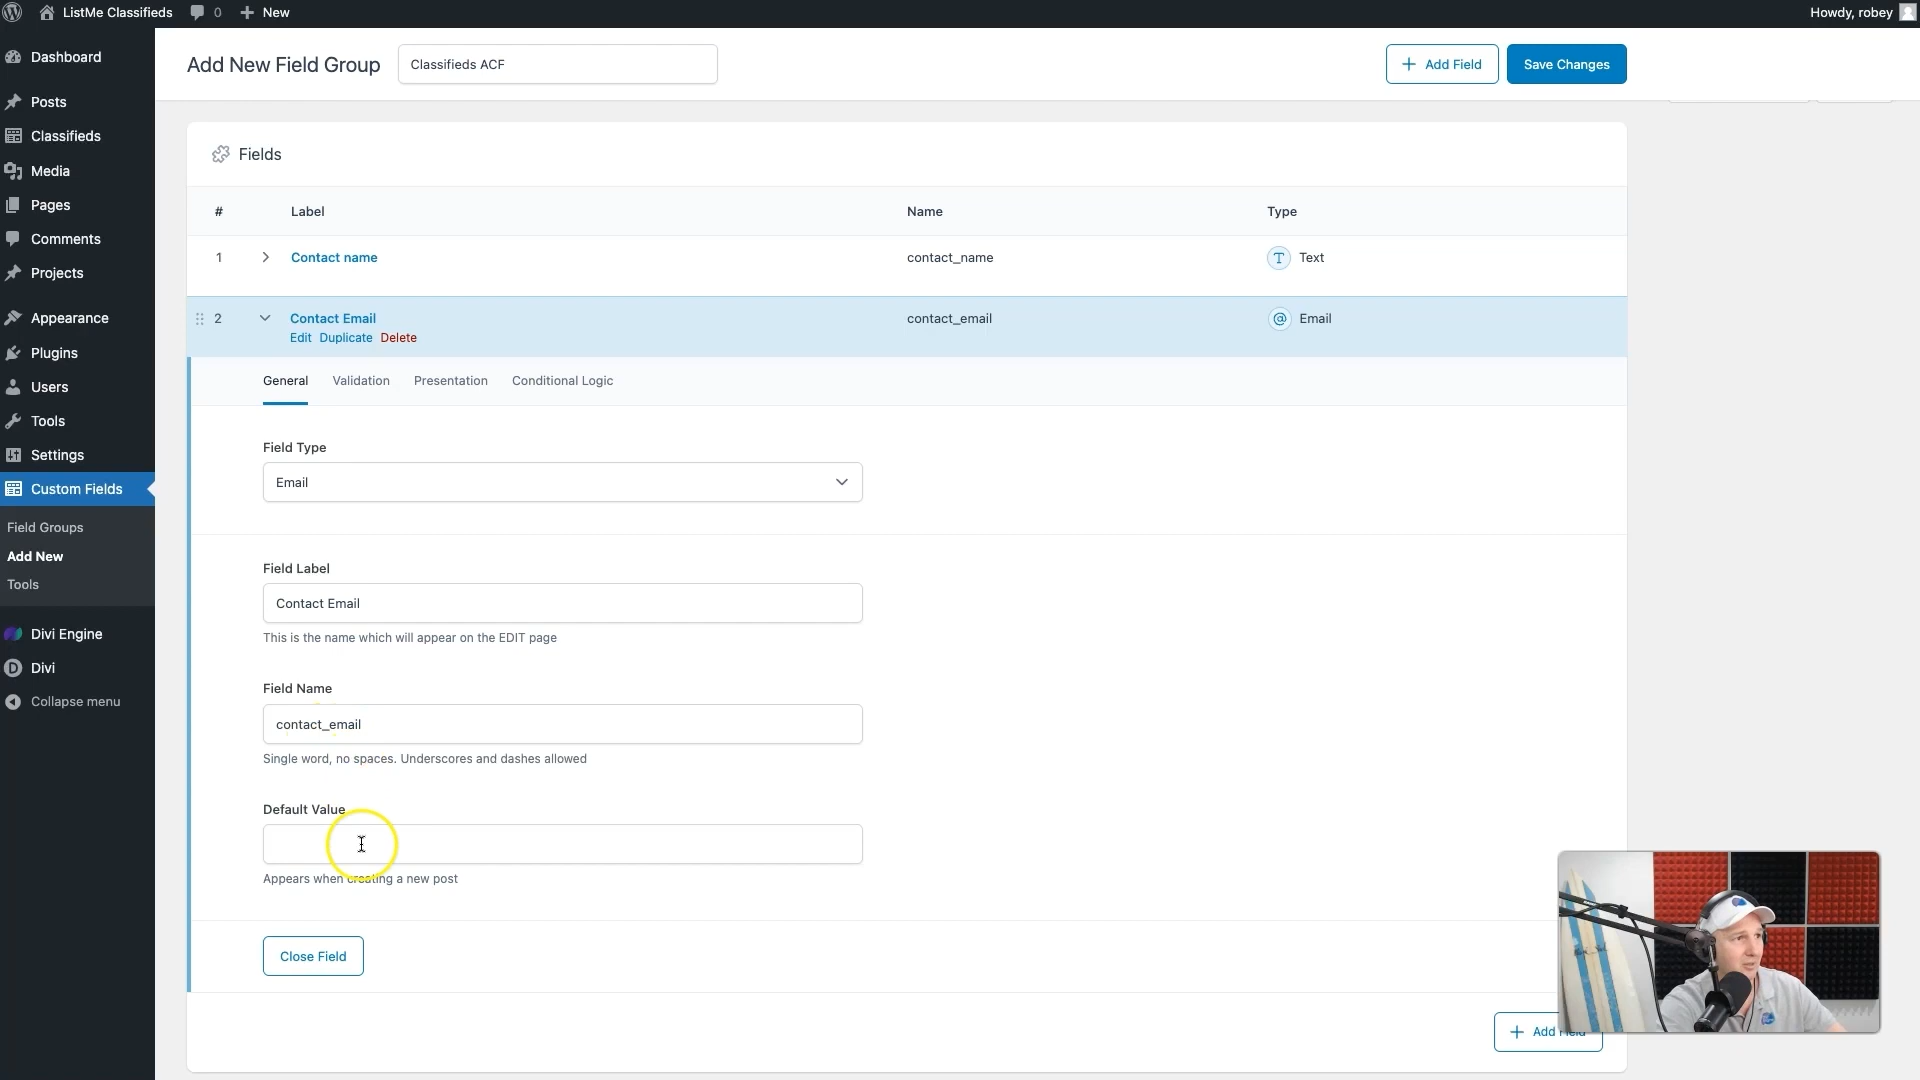 ListMe Classifieds 0 New Howdy, robey
Dashboard
Posts
Classifieds
Media
Pages
Comments
Projects
Appearance
Plugins
Users
Tools
Settings
Custom Fields
Field Groups
Add New
Tools
Divi Engine
D Divi
Collapse menu
Add New Field Group Classifieds ACF Add Field Save Changes
Fields
# Label Name Type
1 Contact name contact_name T Text
2 Contact Email contact_email @ Email
Edit Duplicate Delete
General Validation Presentation Conditional Logic
Field Type
Email
Field Label
Contact Email
This is the name which will appear on the EDIT page
Field Name
contact_email
Single word, no spaces. Underscores and dashes allowed
Default Value
Appears when creating a new post
Close Field
Add Field